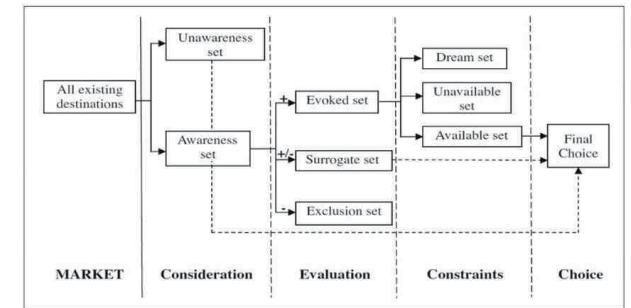 Unawareness
set
All existing
destinations
Awareness
set
+
Evoked set
+/-
Surrogate set
-
Exclusion set
Dream set
Unavailable
set
Available set
Final
Choice
MARKET
Consideration
Evaluation
Constraints
Choice